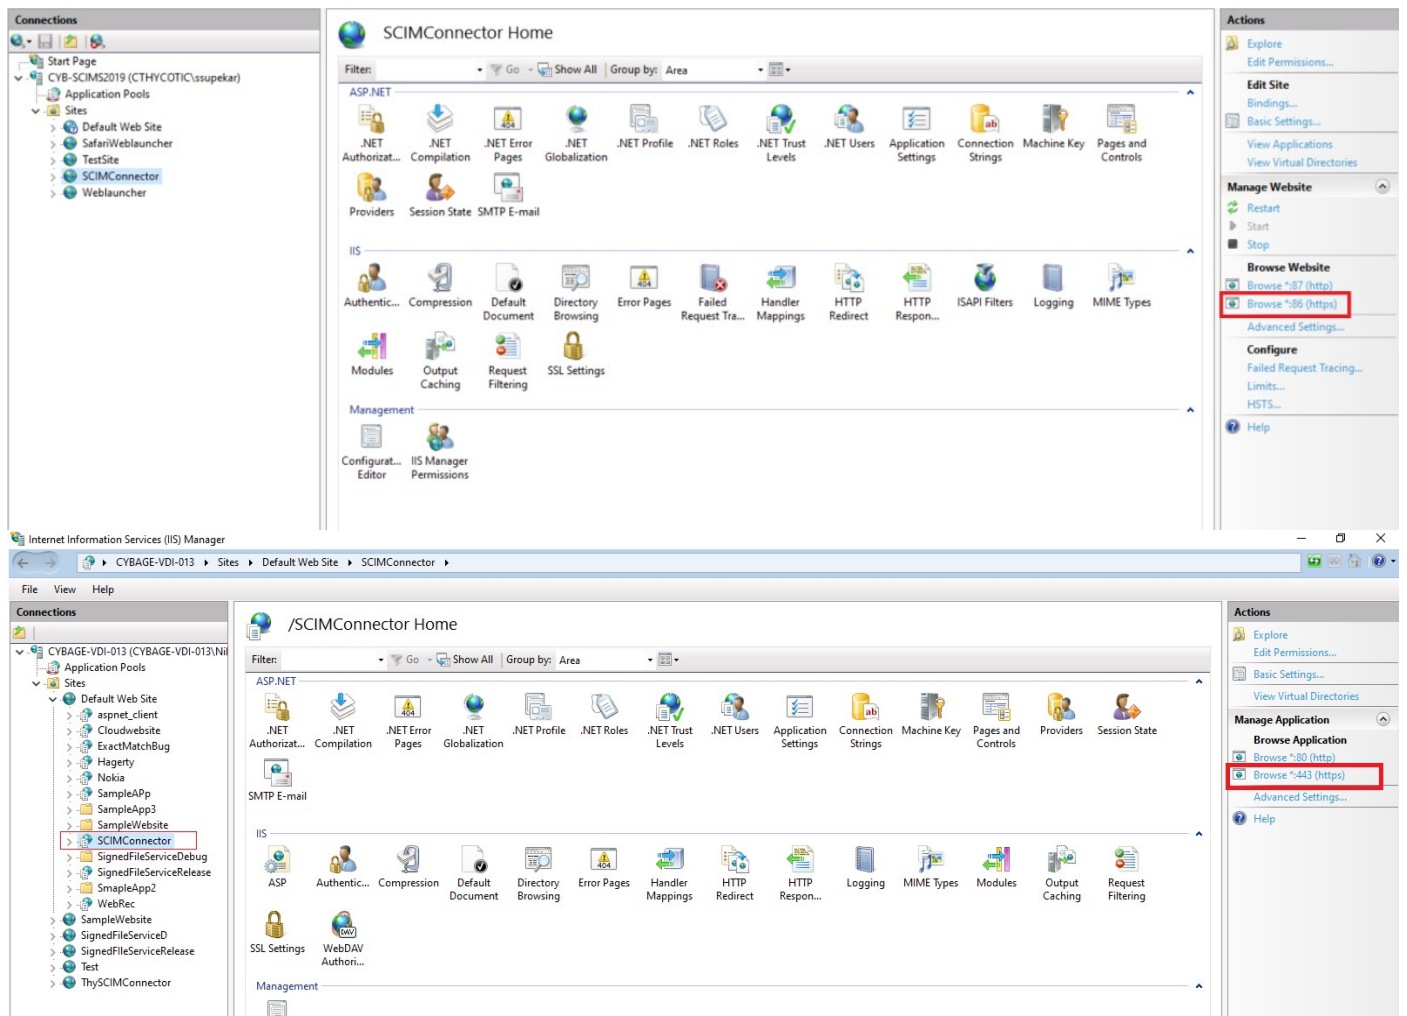 Connections
Start Page
CYB-SCIMS2019 (CTHYCOTIC\ssupekar)
Application Pools
Sites
Default Web Site
SafariWeblauncher
TestSite
SCIMConnector
Weblauncher
SCIMConnector Home
Filter: Go Show All Group by: Area
ASP.NET
.NET Authorizat...
.NET Compilation
.NET Error Pages
.NET Globalization
.NET Profile
.NET Roles
.NET Trust Levels
.NET Users
Application Settings
Connection Strings
Machine Key
Pages and Controls
Providers
Session State
SMTP E-mail
IIS
Authentic...
Compression
Default Document
Directory Browsing
Error Pages
Failed Request Tra...
Handler Mappings
HTTP Redirect
HTTP Respon...
ISAPI Filters
Logging
MIME Types
Modules
Output Caching
Request Filtering
SSL Settings
Management
Configurat... Editor
IIS Manager Permissions
Actions
Explore
Edit Permissions...
Edit Site
Bindings...
Basic Settings...
View Applications
View Virtual Directories
Manage Website
Restart
Start
Stop
Browse Website
Browse *:87 (http)
Browse *:86 (https)
Advanced Settings...
Configure
Failed Request Tracing...
Limits...
HSTS...
Help
Internet Information Services (IIS) Manager
CYBAGE-VDI-013 Sites Default Web Site SCIMConnector
File View Help
Connections
CYBAGE-VDI-013 (CYBAGE-VDI-013\Nil
Application Pools
Sites
Default Web Site
aspnet_client
Cloudwebsite
ExactMatchBug
Hagerty
Nokia
SampleAPp
SampleApp3
SampleWebsite
SCIMConnector
SignedFileServiceDebug
SignedFileServiceRelease
SmapleApp2
WebRec
SampleWebsite
SignedFileServiceD
SignedFIleServiceRelease
Test
ThySCIMConnector
/SCIMConnector Home
Filter: Go Show All Group by: Area
ASP.NET
.NET Authorizat...
.NET Compilation
.NET Error Pages
.NET Globalization
.NET Profile
.NET Roles
.NET Trust Levels
.NET Users
Application Settings
Connection Strings
Machine Key
Pages and Controls
Providers
Session State
SMTP E-mail
IIS
ASP
Authentic...
Compression
Default Document
Directory Browsing
Error Pages
Handler Mappings
HTTP Redirect
HTTP Respon...
Logging
MIME Types
Modules
Output Caching
Request Filtering
SSL Settings
WebDAV Authori...
Management
Actions
Explore
Edit Permissions...
Basic Settings...
View Virtual Directories
Manage Application
Browse Application
Browse *:80 (http)
Browse *:443 (https)
Advanced Settings...
Help